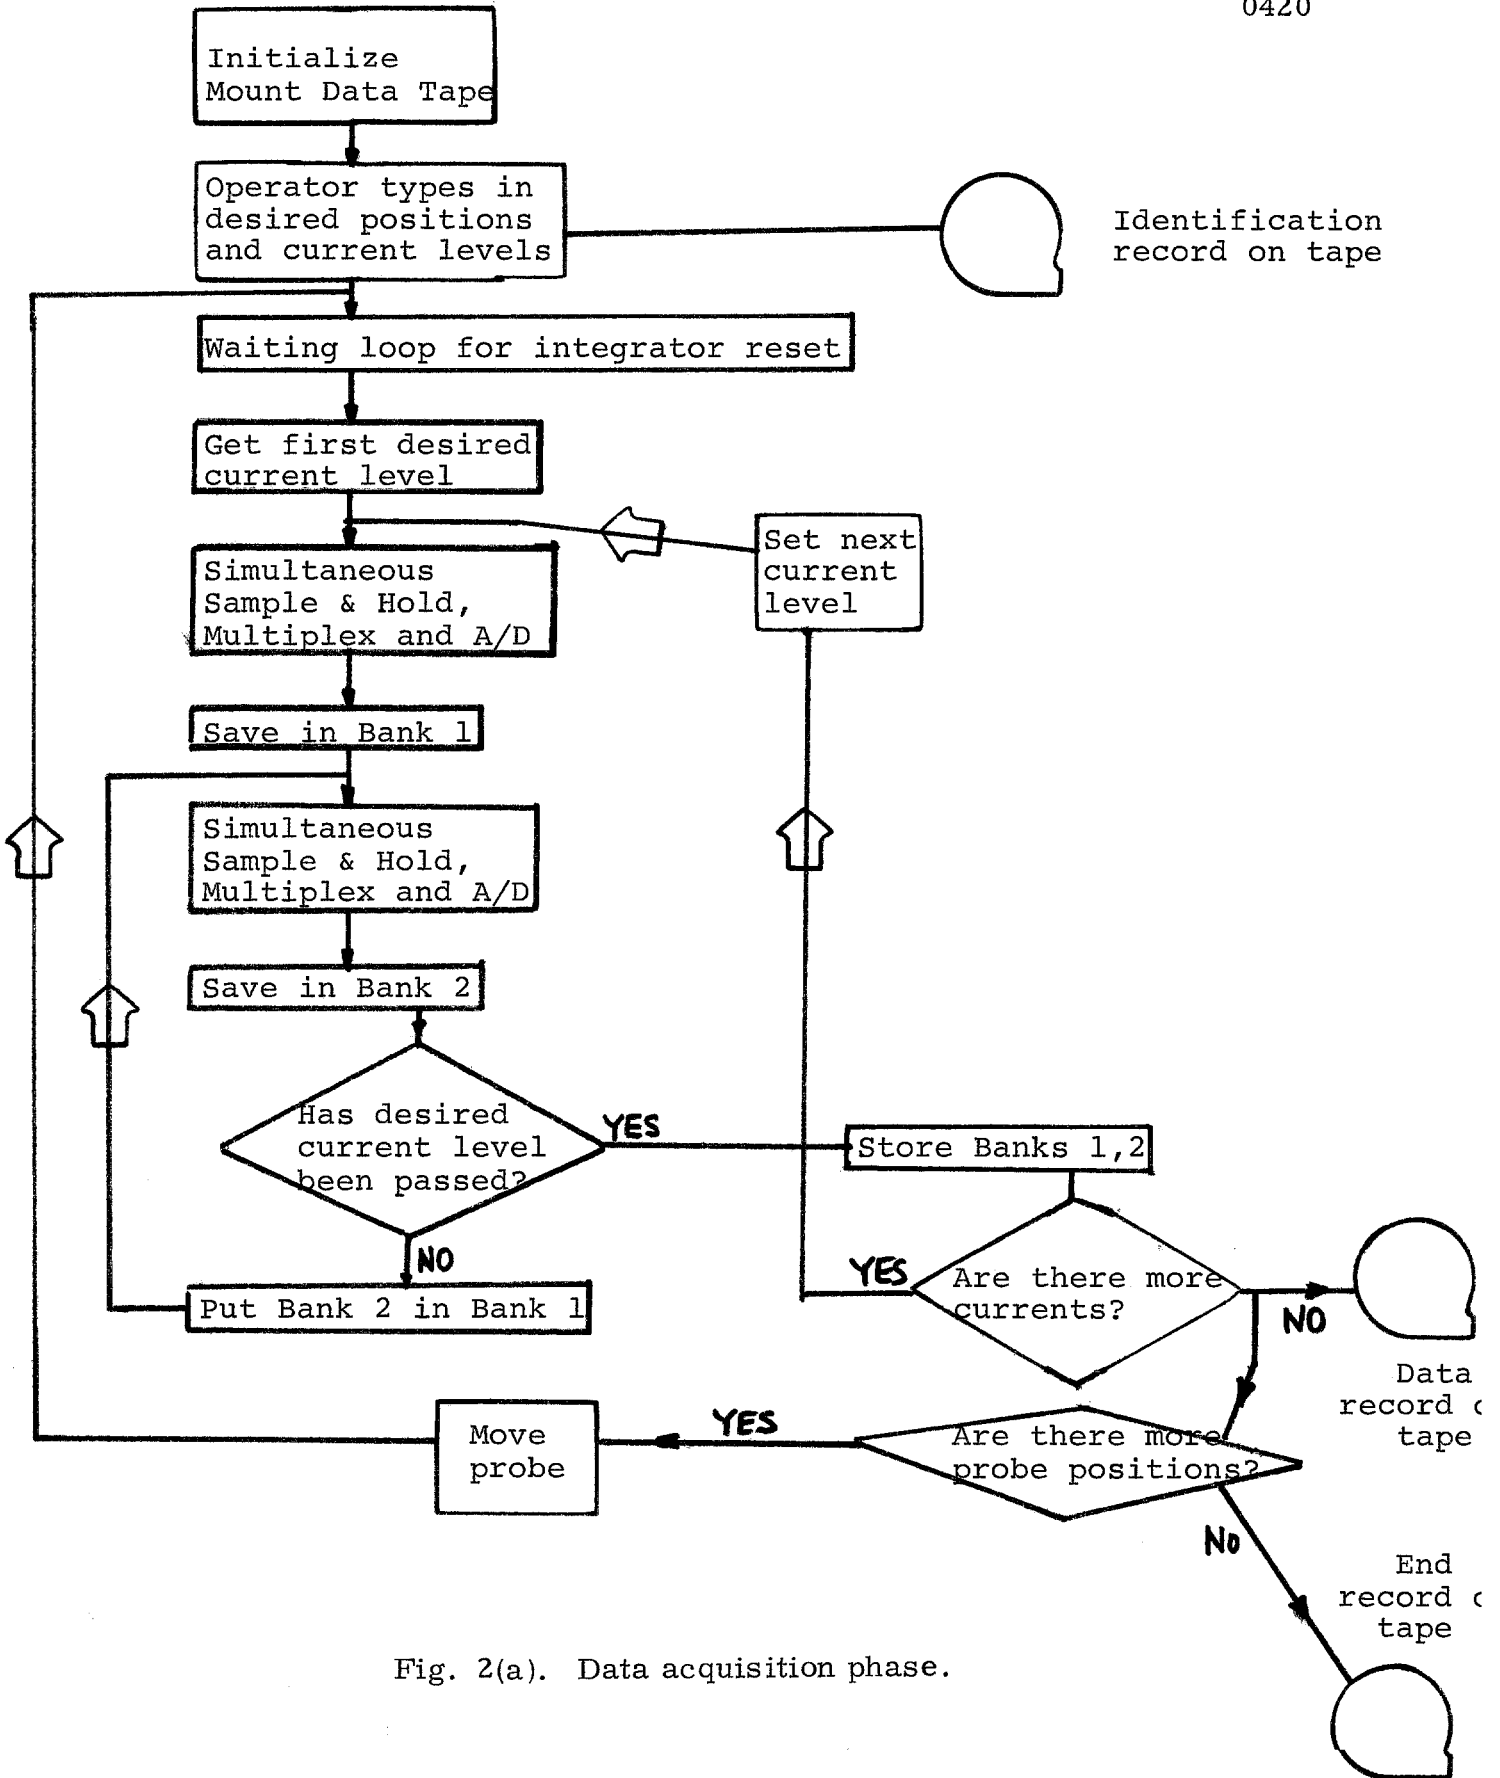 0420
Initialize
Mount Data Tape
Operator types in
desired positions
and current levels
Identification
record on tape
Waiting loop for integrator reset
Get first desired
current level
Set next
current
level
Simultaneous
Sample & Hold,
Multiplex and A/D
Save in Bank 1
Simultaneous
Sample & Hold,
Multiplex and A/D
Save in Bank 2
Has desired
current level
been passed?
YES
Store Banks 1,2
NO
Put Bank 2 in Bank 1
YES
Are there more
currents?
NO
Data
record
tape
Move
probe
YES
Are there more
probe positions?
No
End
record
tape
Fig. 2(a). Data acquisition phase.